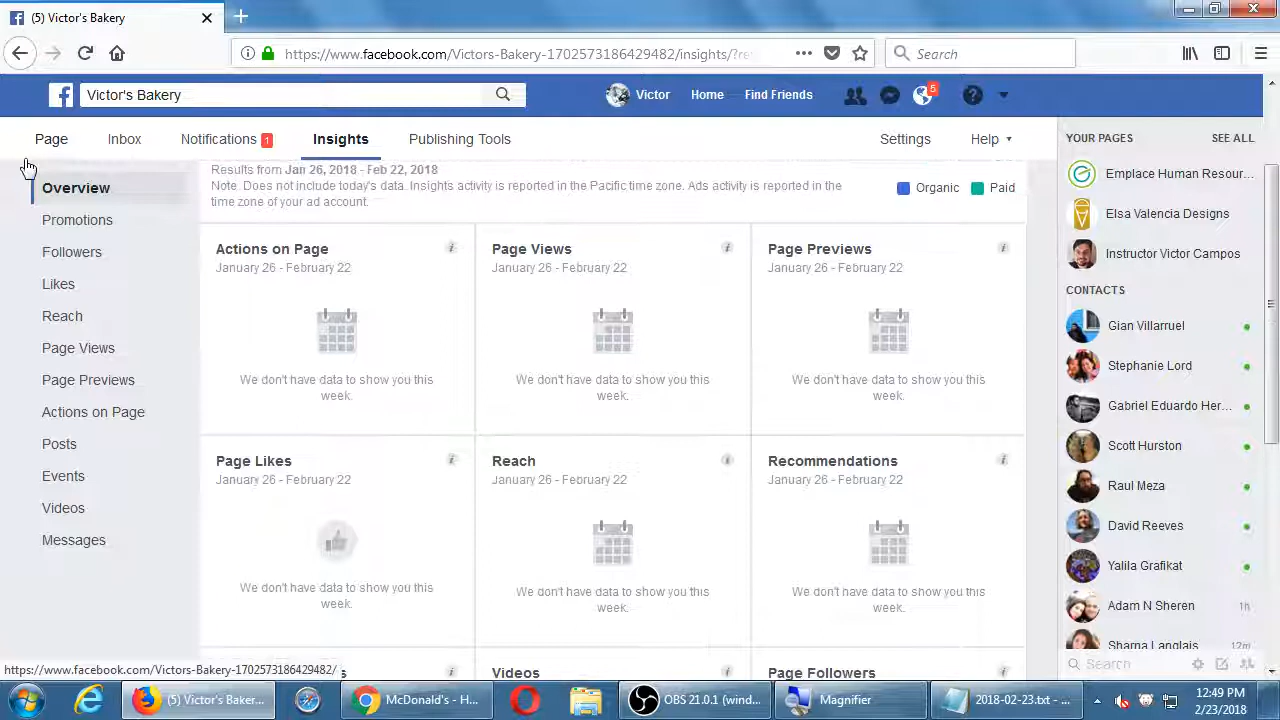 (5) Victor's Bakery
https://www.facebook.com/Victors-Bakery-1702573186429482/insights/?re
Search
Victor's Bakery
Victor
Home
Find Friends
5
Page
Inbox
Notifications 1
Insights
Publishing Tools
Settings
Help
Overview
Promotions
Followers
Likes
Reach
Page Views
Page Previews
Actions on Page
Posts
Events
Videos
Messages
Results from Jan 26, 2018 - Feb 22, 2018
Note. Does not include today's data. Insights activity is reported in the Pacific time zone. Ads activity is reported in the
time zone of your ad account.
Organic
Paid
Actions on Page
January 26 - February 22
We don't have data to show you this
week.
Page Views
January 26 - February 22
We don't have data to show you this
week.
Page Previews
January 26 - February 22
We don't have data to show you this
week.
Page Likes
January 26 - February 22
We don't have data to show you this
week.
Reach
January 26 - February 22
We don't have data to show you this
week.
Recommendations
January 26 - February 22
We don't have data to show you this
week.
Videos
Page Followers
YOUR PAGES
SEE ALL
Emplace Human Resour...
Elsa Valencia Designs
Instructor Victor Campos
CONTACTS
Gian Villarruel
Stephanie Lord
Gabriel Eduardo Her...
Scott Hurston
Raul Meza
David Reeves
Yalila Grafikat
Adam N Sheren 1h
Sharna Langlais 12m
Search
https://www.facebook.com/Victors-Bakery-1702573186429482/
(5) Victor's Baker...
McDonald's - H...
OBS 21.0.1 (wind...
Magnifier
2018-02-23.txt - ...
12:49 PM
2/23/2018